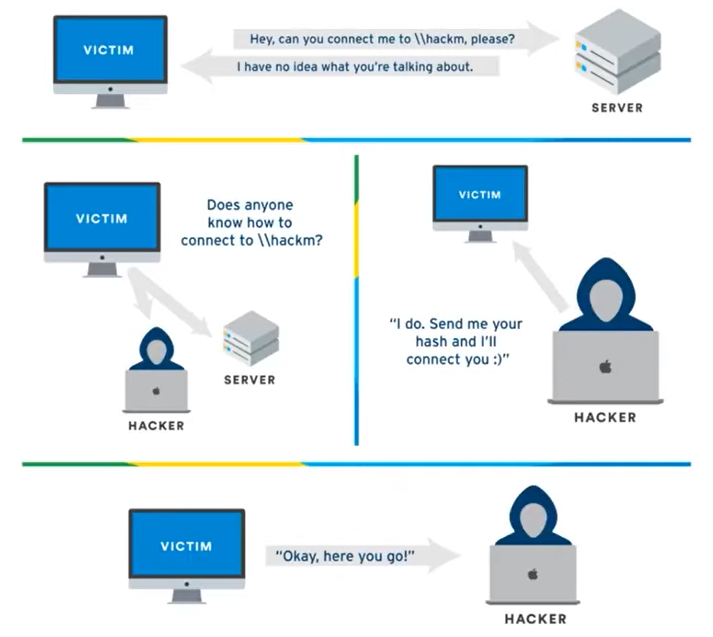 VICTIM
Hey, can you connect me to \\hackm, please?
I have no idea what you're talking about.
SERVER
VICTIM
Does anyone
know how to
connect to \\hackm?
SERVER
HACKER
VICTIM
“I do. Send me your
hash and I'll
connect you :)”
HACKER
VICTIM
“Okay, here you go!”
HACKER